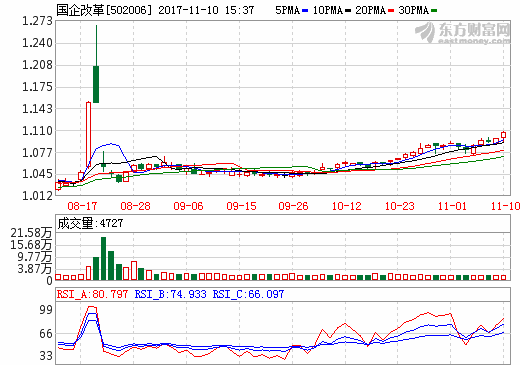 国企改革[502006] 2017-11-10 15:37 5PMA 10PMA 20PMA 30PMA
东方财富网
eastmoney.com
1.273
1.240
1.208
1.175
1.143
1.110
1.077
1.045
1.012
08-17 08-28 09-06 09-15 09-26 10-12 10-23 11-01 11-10
成交量:4727
21.58万
15.68万
9.77万
3.87万
0
RSI_A:80.797 RSI_B:74.933 RSI_C:66.097
99
66
33